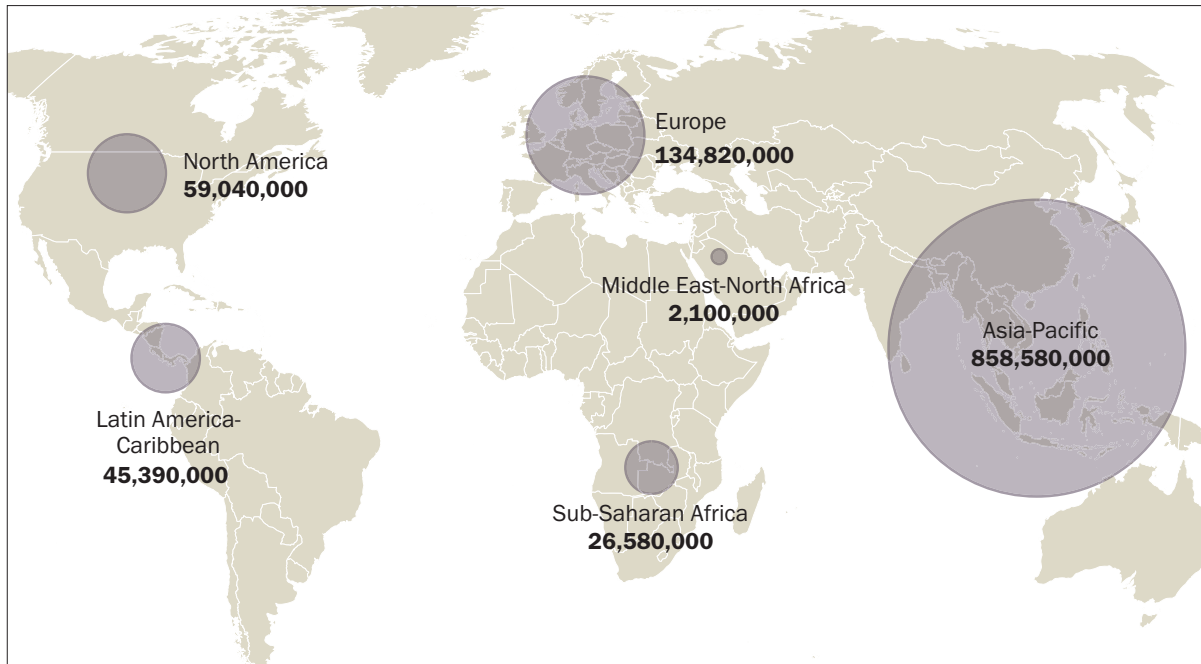 North America
59,040,000
Europe
134,820,000
Middle East-North Africa
2,100,000
Asia-Pacific
858,580,000
Latin America-
Caribbean
45,390,000
Sub-Saharan Africa
26,580,000